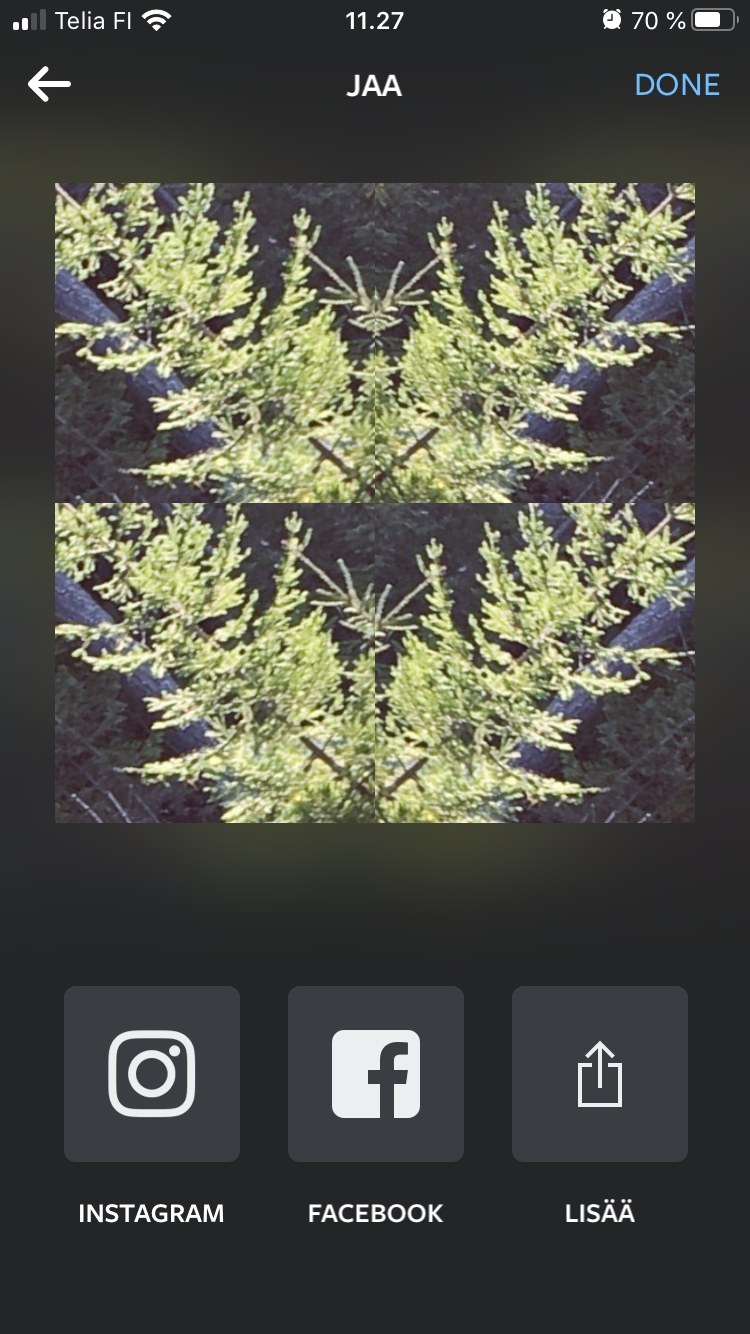 Telia FI 11.27 70 %
JAA DONE
INSTAGRAM FACEBOOK LISÄÄ